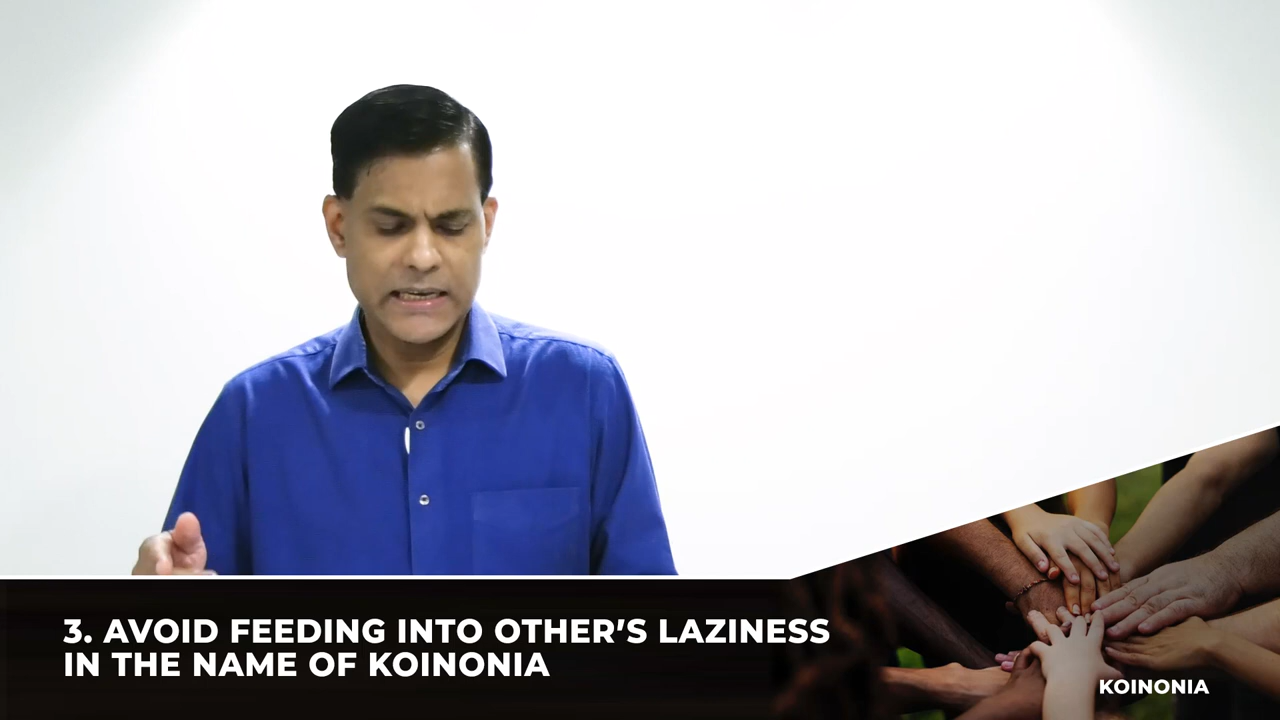 3. AVOID FEEDING INTO OTHER'S LAZINESS
IN THE NAME OF KOINONIA
KOINONIA